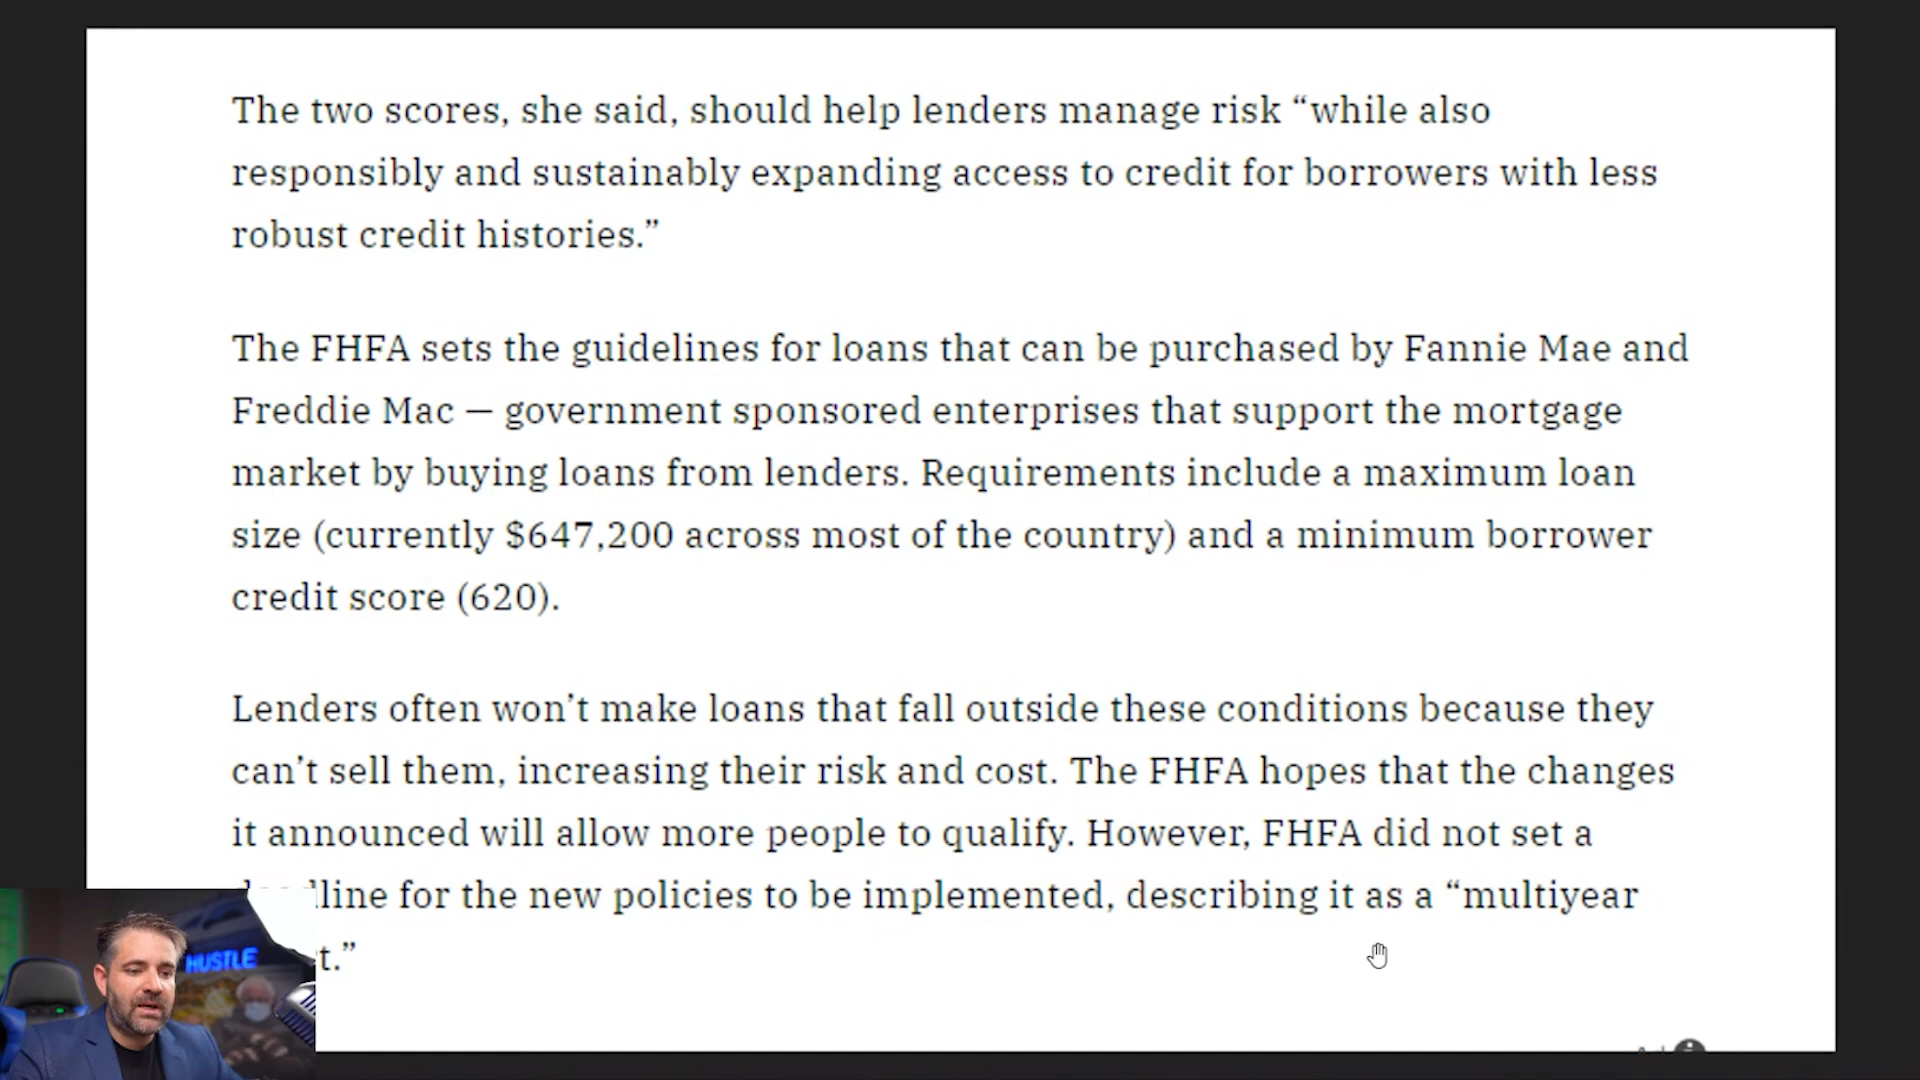 The two scores, she said, should help lenders manage risk “while also
responsibly and sustainably expanding access to credit for borrowers with less
robust credit histories.”
The FHFA sets the guidelines for loans that can be purchased by Fannie Mae and
Freddie Mac — government sponsored enterprises that support the mortgage
market by buying loans from lenders. Requirements include a maximum loan
size (currently $647,200 across most of the country) and a minimum borrower
credit score (620).
Lenders often won’t make loans that fall outside these conditions because they
can’t sell them, increasing their risk and cost. The FHFA hopes that the changes
it announced will allow more people to qualify. However, FHFA did not set a
for the new policies to be implemented, describing it as a “multiyear
HUSTLE